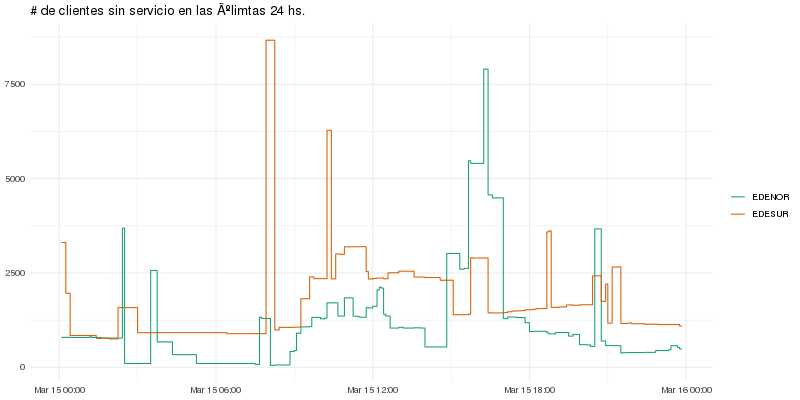 # de clientes sin servicio en las Ãºlimtas 24 hs.
7500
5000
2500
0
Mar 15 00:00
Mar 15 06:00
Mar 15 12:00
Mar 15 18:00
Mar 16 00:00
EDENOR
EDESUR